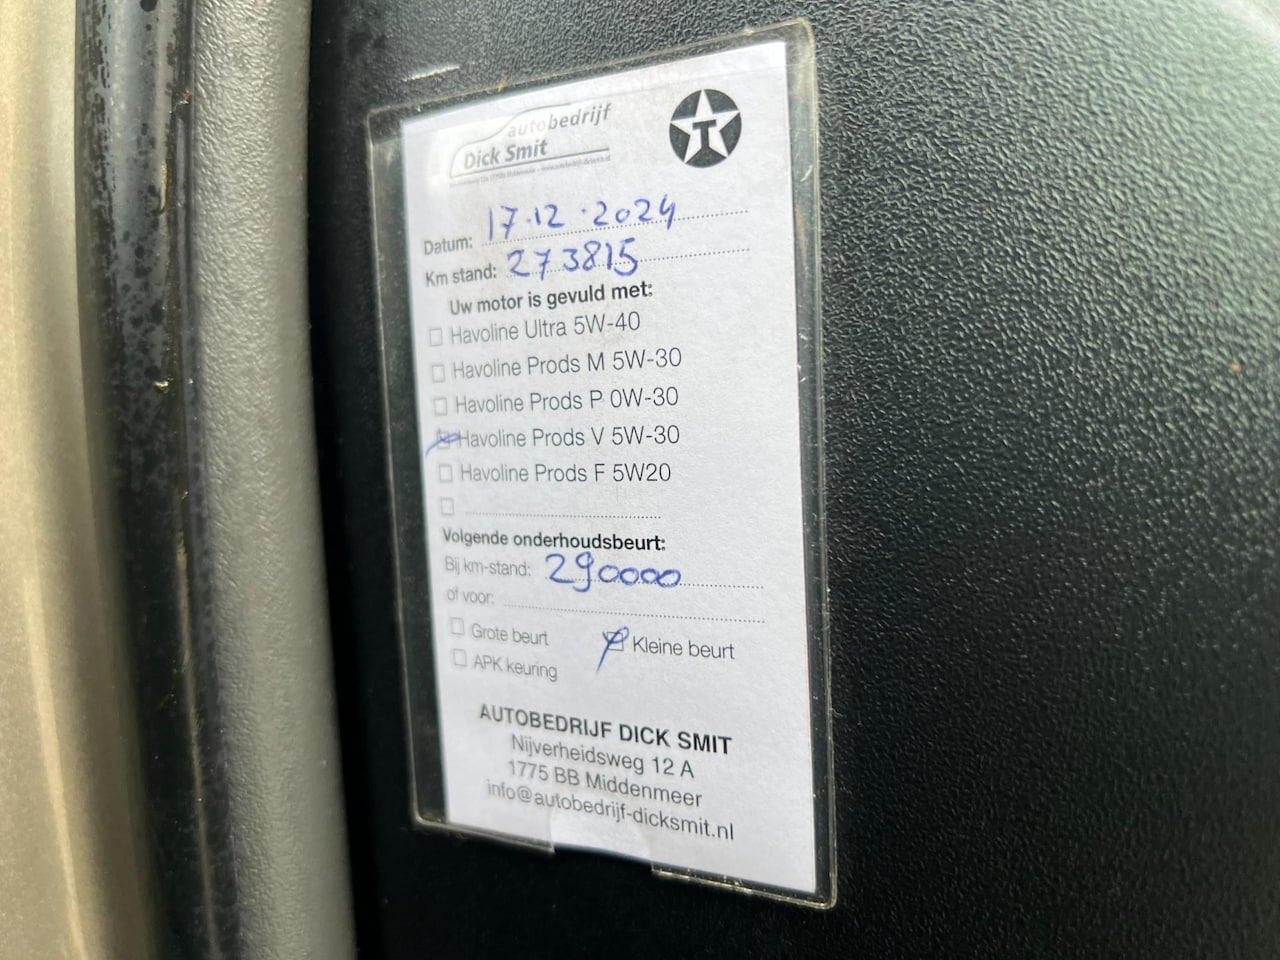 autobedrijf
Dick Smit
T
Datum: 17-12-2024
Km stand: 273815
Uw motor is gevuld met:
Havoline Ultra 5W-40
Havoline Prods M 5W-30
Havoline Prods P 0W-30
Havoline Prods V 5W-30
Havoline Prods F 5W20
Volgende onderhoudsbeurt:
Bij km-stand: 290000
of voor:
Grote beurt Kleine beurt
APK keuring
AUTOBEDRIJF DICK SMIT
Nijverheidsweg 12 A
1775 BB Middenmeer
info@autobedrijf-dicksmit.nl